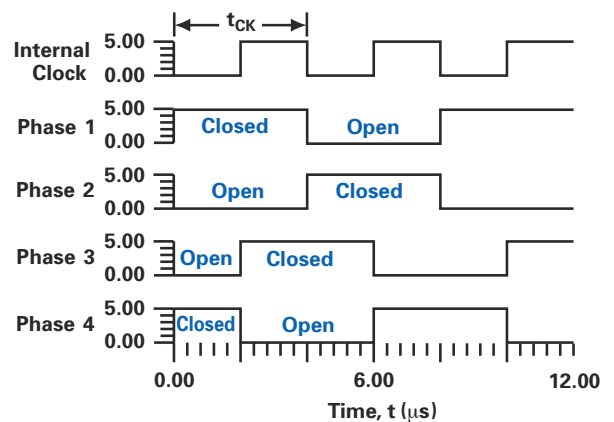 t_CK
Internal Clock
5.00
0.00
Phase 1
5.00
0.00
Closed
Open
Phase 2
5.00
0.00
Open
Closed
Phase 3
5.00
0.00
Open
Closed
Phase 4
5.00
0.00
Closed
Open
0.00
6.00
12.00
Time, t (μs)